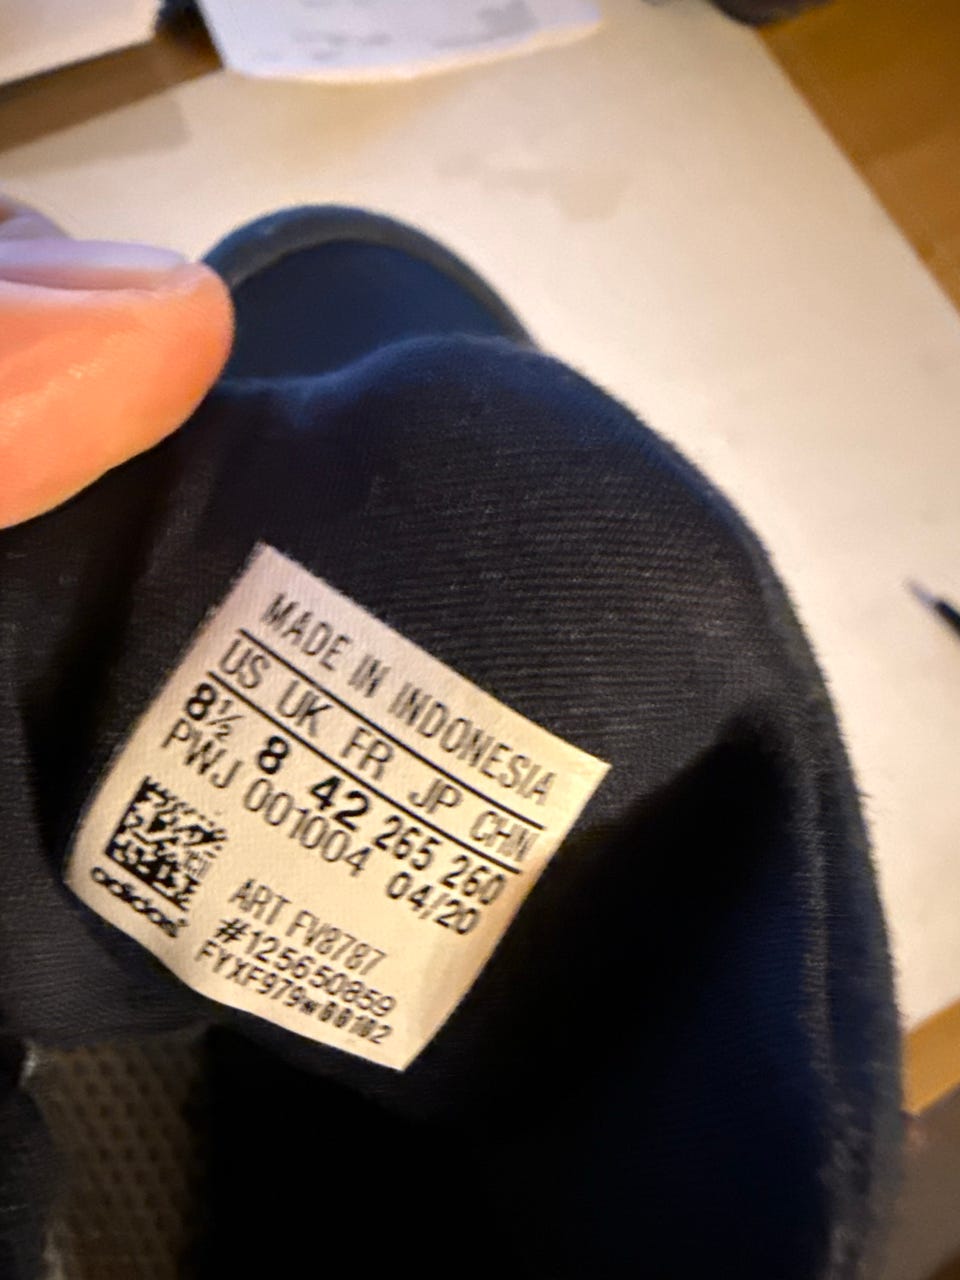 MADE IN INDONESIA
US UK FR JP CHN
8½ 8 42 265 260
PWJ 001004 04/20
adidas
ART FV8787
#125650859
FYXF979w00102